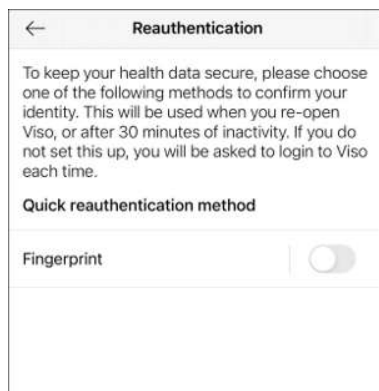 Reauthentication
To keep your health data secure, please choose
one of the following methods to confirm your
identity. This will be used when you re-open
Viso, or after 30 minutes of inactivity. If you do
not set this up, you will be asked to login to Viso
each time.
Quick reauthentication method
Fingerprint